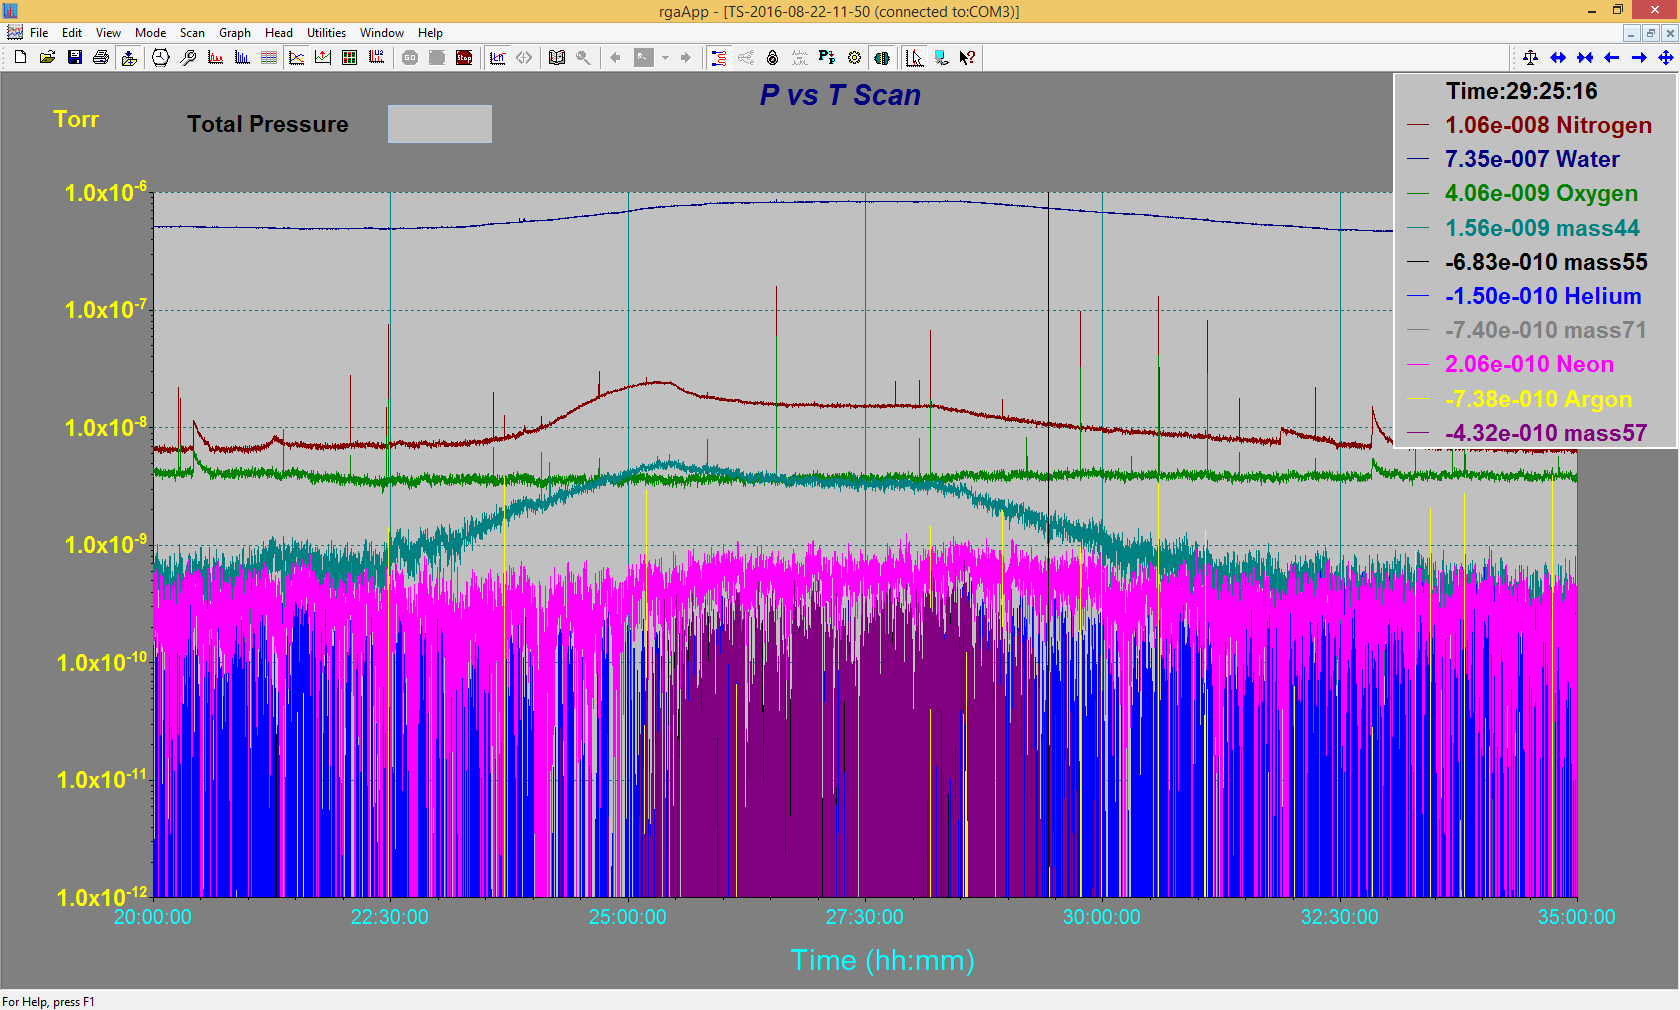 rgaApp - [TS-2016-08-22-11-50 (connected to:COM3)]
File Edit View Mode Scan Graph Head Utilities Window Help
P vs T Scan
Torr
Total Pressure
Time:29:25:16
1.06e-008 Nitrogen
7.35e-007 Water
4.06e-009 Oxygen
1.56e-009 mass44
-6.83e-010 mass55
-1.50e-010 Helium
-7.40e-010 mass71
2.06e-010 Neon
-7.38e-010 Argon
-4.32e-010 mass57
1.0x10-6
1.0x10-7
1.0x10-8
1.0x10-9
1.0x10-10
1.0x10-11
1.0x10-12
20:00:00 22:30:00 25:00:00 27:30:00 30:00:00 32:30:00 35:00:00
Time (hh:mm)
For Help, press F1